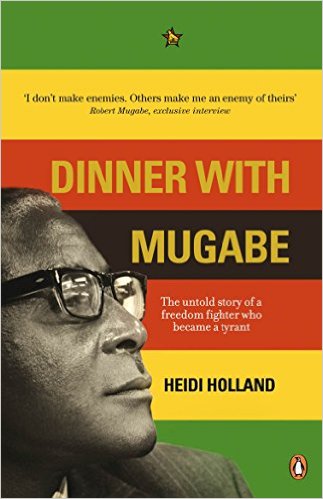 ‘I don’t make enemies. Others make me an enemy of theirs’
Robert Mugabe, exclusive interview
DINNER WITH
MUGABE
The untold story of a
freedom fighter who
became a tyrant
HEIDI HOLLAND